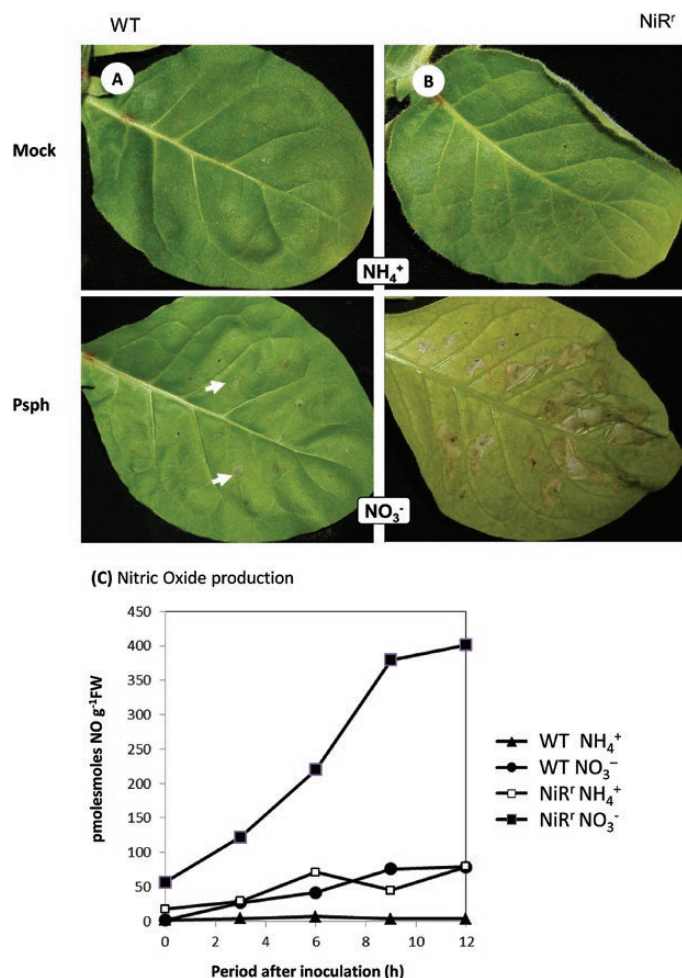 WT NiRʳ
A B
Mock
NH₄⁺
Psph
NO₃⁻
(C) Nitric Oxide production
450
400
350
300
250
200
150
100
50
0
0 2 4 6 8 10 12
pmolesmoles NO g⁻¹FW
Period after inoculation (h)
WT NH₄⁺
WT NO₃⁻
NiRʳ NH₄⁺
NiRʳ NO₃⁻